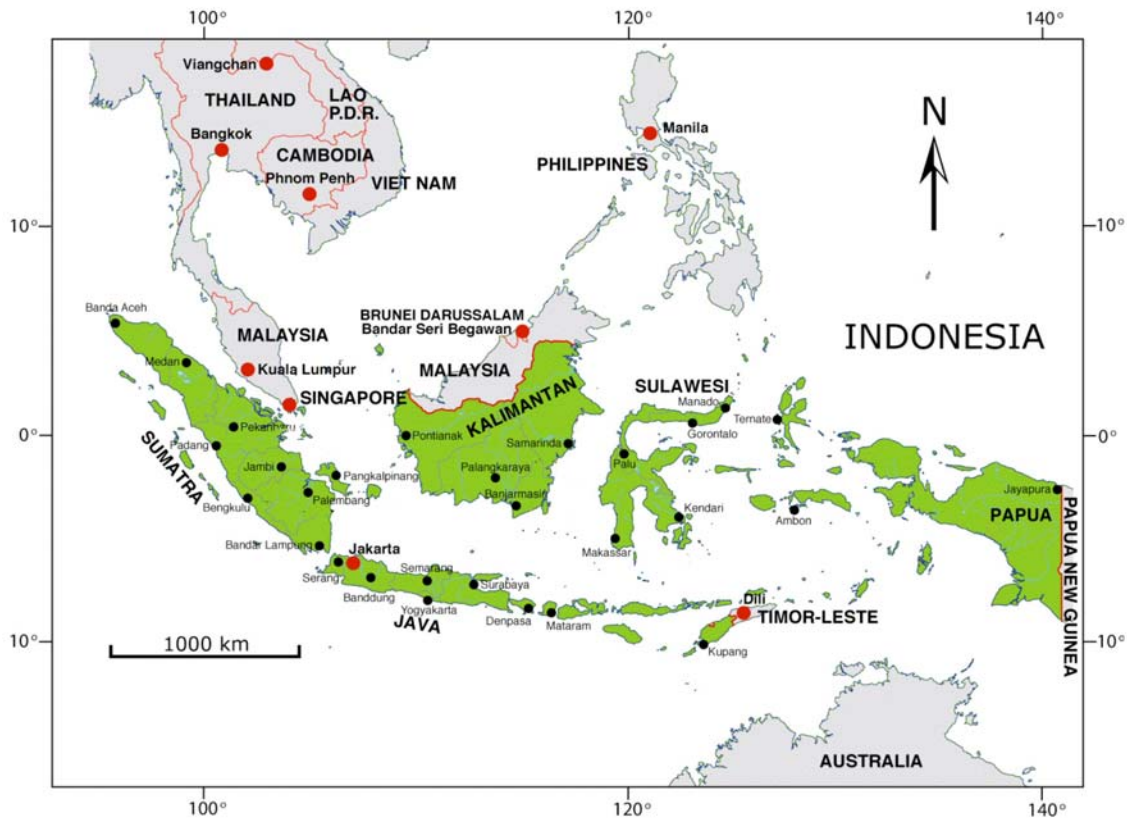 100°
120°
140°
Viangchan
THAILAND
LAO
P.D.R.
Bangkok
CAMBODIA
Phnom Penh
VIET NAM
Manila
PHILIPPINES
N
10°
10°
Banda Aceh
BRUNEI DARUSSALAM
Bandar Seri Begawan
MALAYSIA
INDONESIA
Medan
Kuala Lumpur
MALAYSIA
SINGAPORE
KALIMANTAN
SULAWESI
Manado
Ternate
Gorontalo
0°
0°
Pekanbaru
Pontianak
Samarinda
Padang
SUMATRA
Jambi
Pangkalpinang
Palangkaraya
Palu
Palembang
Bengkulu
Banjarmasin
Kendari
Ambon
Jayapura
PAPUA
PAPUA NEW GUINEA
Makassar
Bandar Lampung
Jakarta
Serang
Banddung
Semarang
Surabaya
Yogyakarta
JAVA
Denpasa
Mataram
Dili
TIMOR-LESTE
Kupang
10°
10°
1000 km
AUSTRALIA
100°
120°
140°